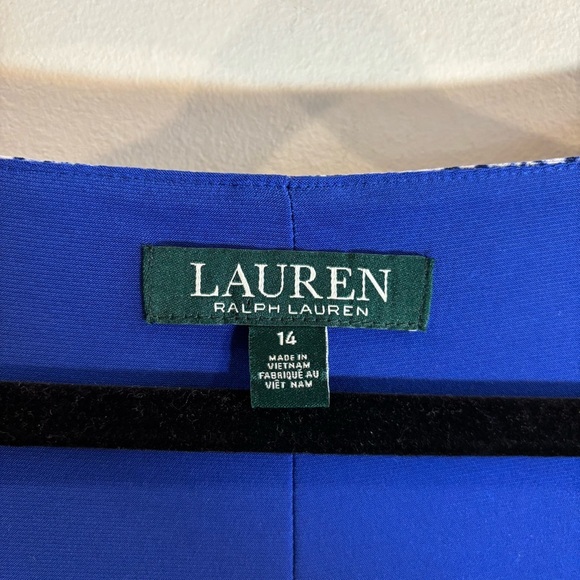 LAUREN
RALPH LAUREN
14
MADE IN
VIETNAM
FABRIQUÉ AU
VIÊT NAM